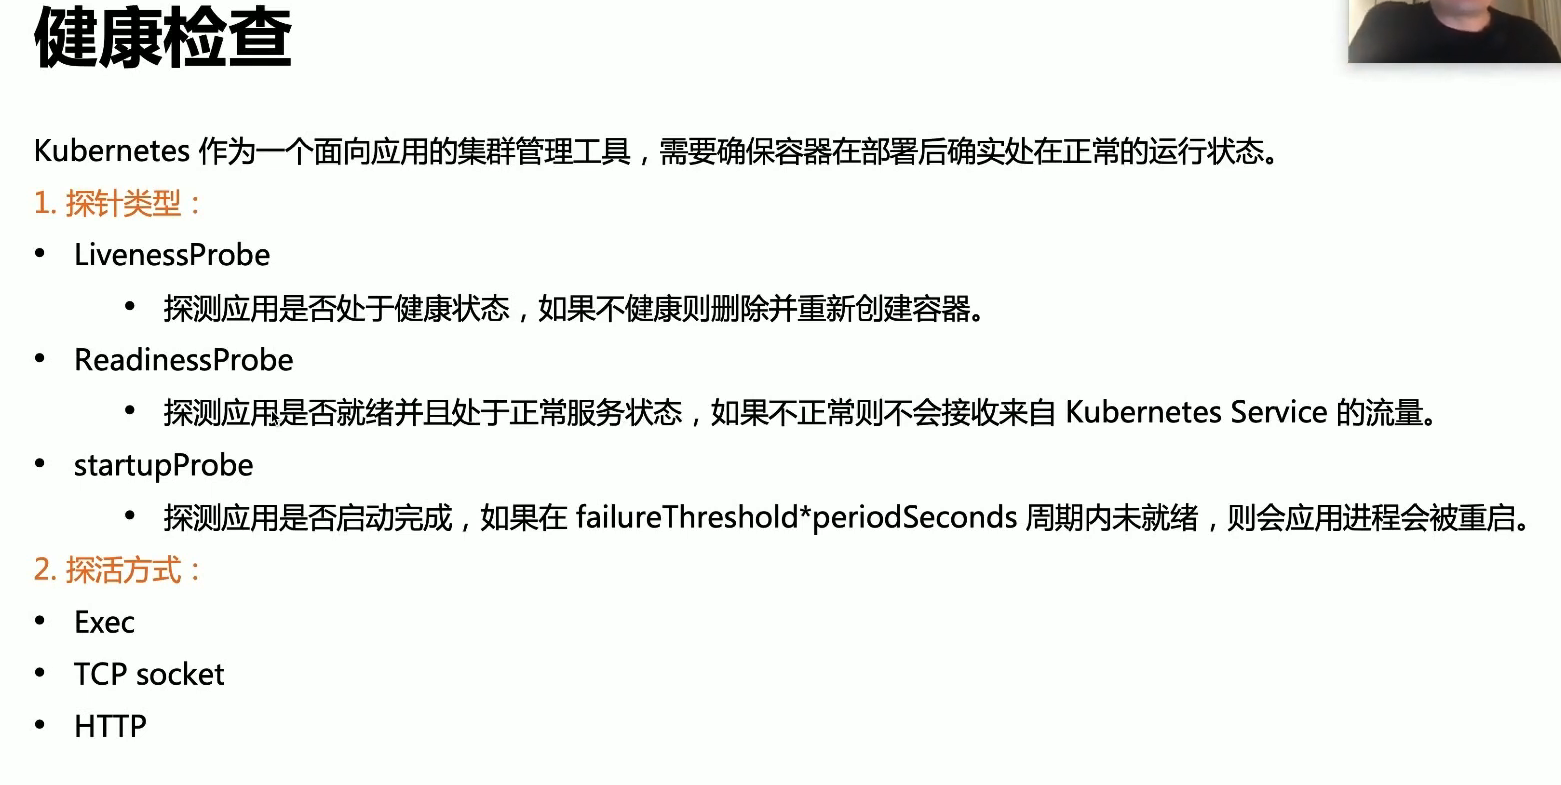 健康检查
Kubernetes 作为一个面向应用的集群管理工具，需要确保容器在部署后确实处在正常的运行状态。
1. 探针类型：
• LivenessProbe
• 探测应用是否处于健康状态，如果不健康则删除并重新创建容器。
• ReadinessProbe
• 探测应用是否就绪并且处于正常服务状态，如果不正常则不会接收来自 Kubernetes Service 的流量。
• startupProbe
• 探测应用是否启动完成，如果在 failureThreshold*periodSeconds 周期内未就绪，则会应用进程会被重启。
2. 探活方式：
• Exec
• TCP socket
• HTTP